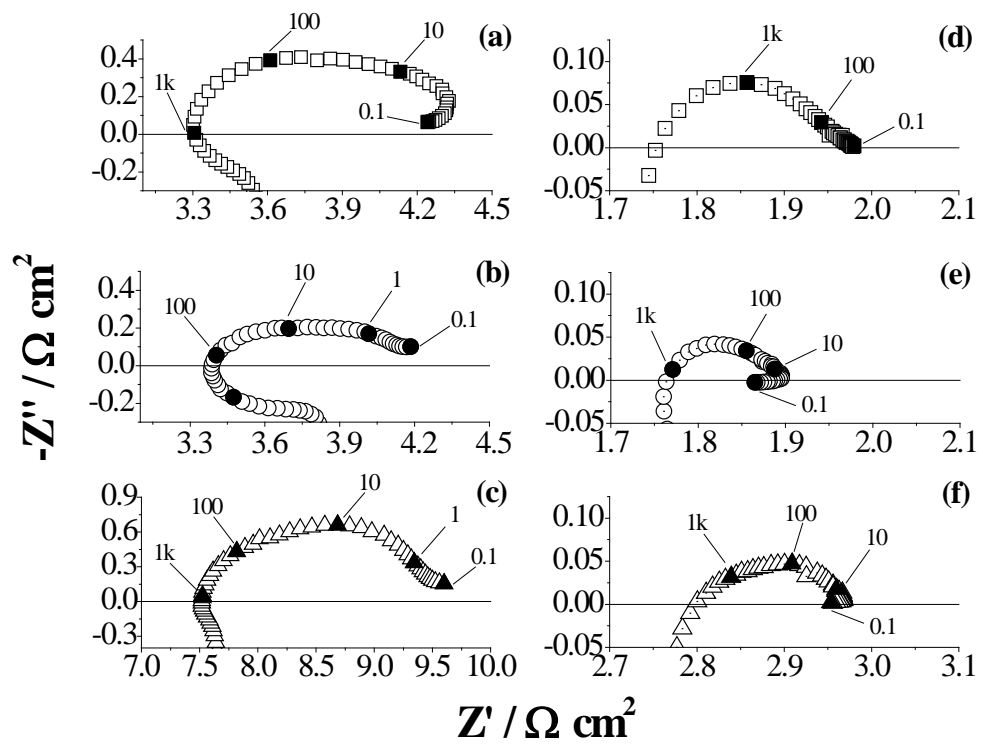 (a)
100
10
1k
0.1
0.4
0.2
0.0
-0.2
3.3 3.6 3.9 4.2 4.5
(d)
1k
100
0.1
0.10
0.05
0.00
-0.05
1.7 1.8 1.9 2.0 2.1
(b)
100
10
1
0.1
0.4
0.2
0.0
-0.2
3.3 3.6 3.9 4.2 4.5
(e)
1k
100
10
0.1
0.10
0.05
0.00
-0.05
1.7 1.8 1.9 2.0 2.1
(c)
1k
100
10
1
0.1
0.9
0.6
0.3
0.0
-0.3
7.0 7.5 8.0 8.5 9.0 9.5 10.0
(f)
1k
100
10
0.1
0.10
0.05
0.00
-0.05
2.7 2.8 2.9 3.0 3.1
-Z'' / Ω cm²
Z' / Ω cm²